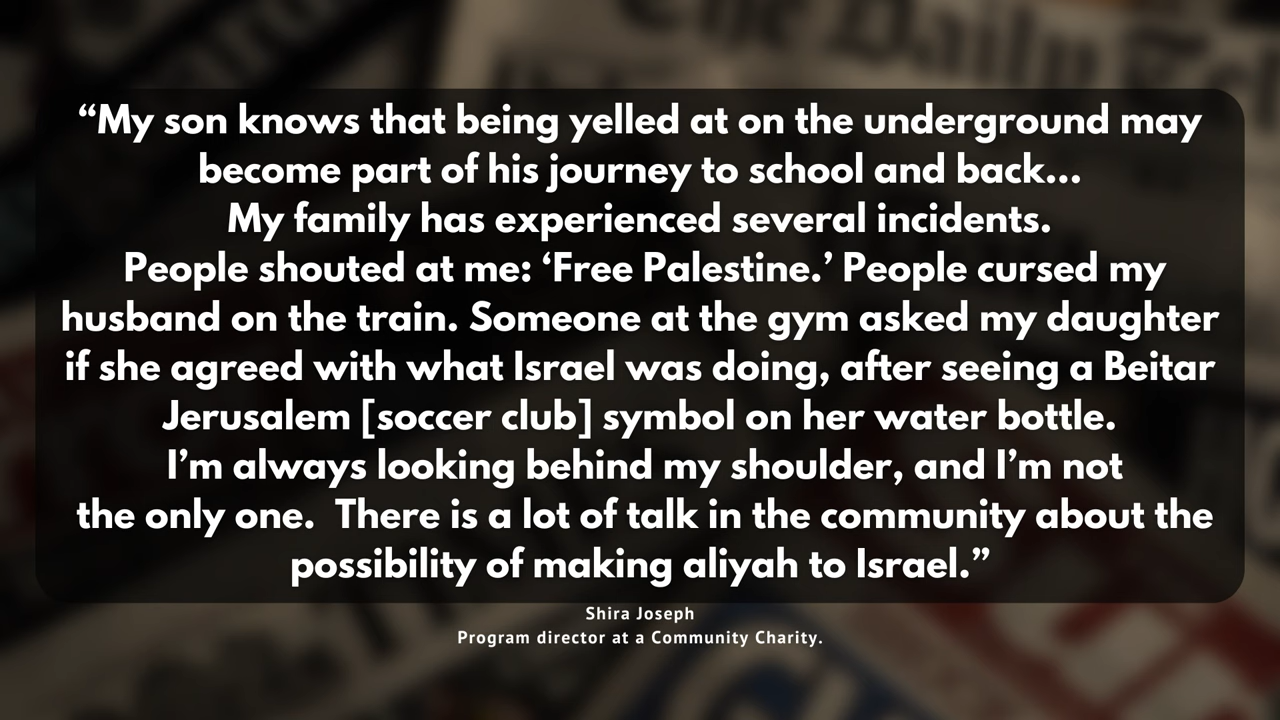 The Daily Tel
“My son knows that being yelled at on the underground may
become part of his journey to school and back...
My family has experienced several incidents.
People shouted at me: ‘Free Palestine.’ People cursed my
husband on the train. Someone at the gym asked my daughter
if she agreed with what Israel was doing, after seeing a Beitar
Jerusalem [soccer club] symbol on her water bottle.
I’m always looking behind my shoulder, and I’m not
the only one.  There is a lot of talk in the community about the
possibility of making aliyah to Israel.”
Shira Joseph
Program director at a Community Charity.